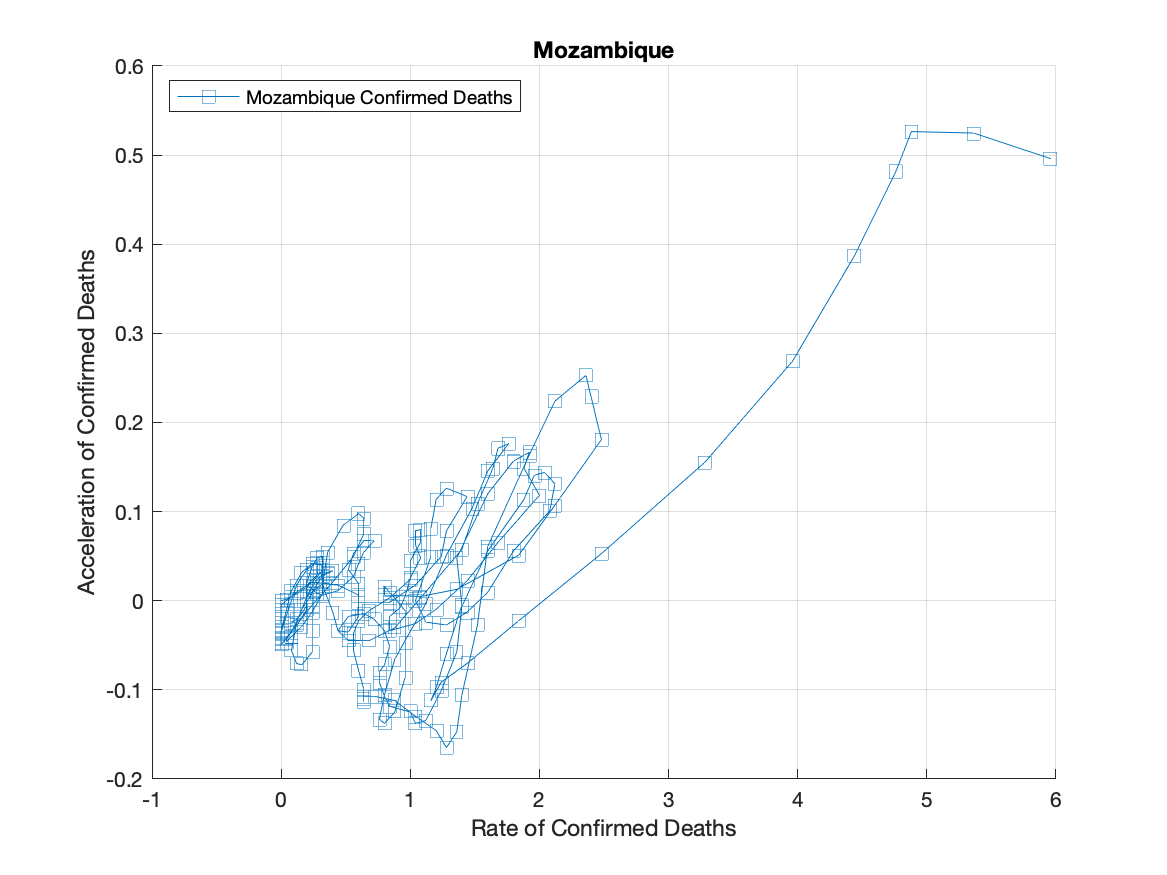 Mozambique
Mozambique Confirmed Deaths
0.6
0.5
0.4
0.3
0.2
0.1
0
-0.1
-0.2
Acceleration of Confirmed Deaths
-1 0 1 2 3 4 5 6
Rate of Confirmed Deaths